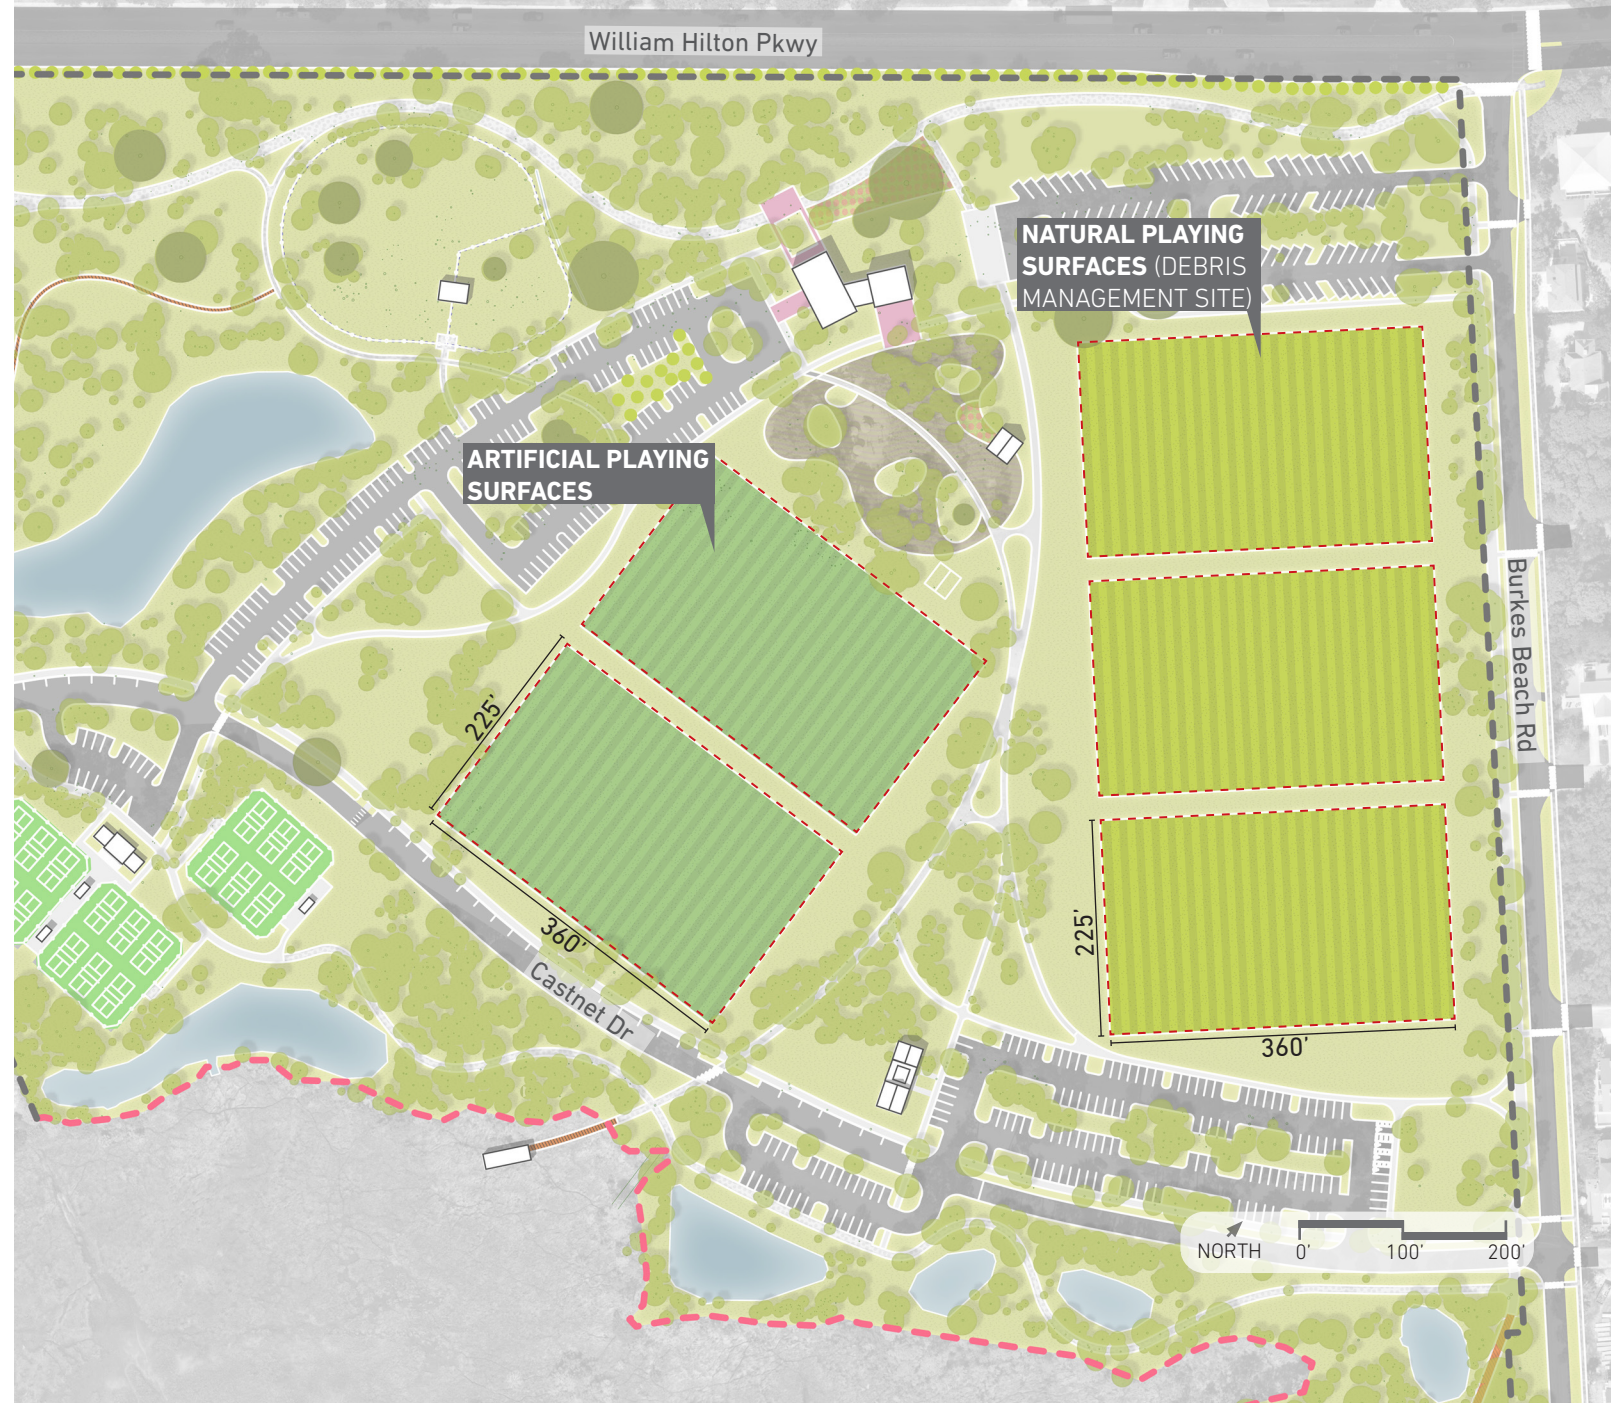 William Hilton Pkwy
NATURAL PLAYING
SURFACES (DEBRIS
MANAGEMENT SITE)
ARTIFICIAL PLAYING
SURFACES
Burkes Beach Rd
225’
360’
225’
360’
Castnet Dr
NORTH
0’
100’
200’